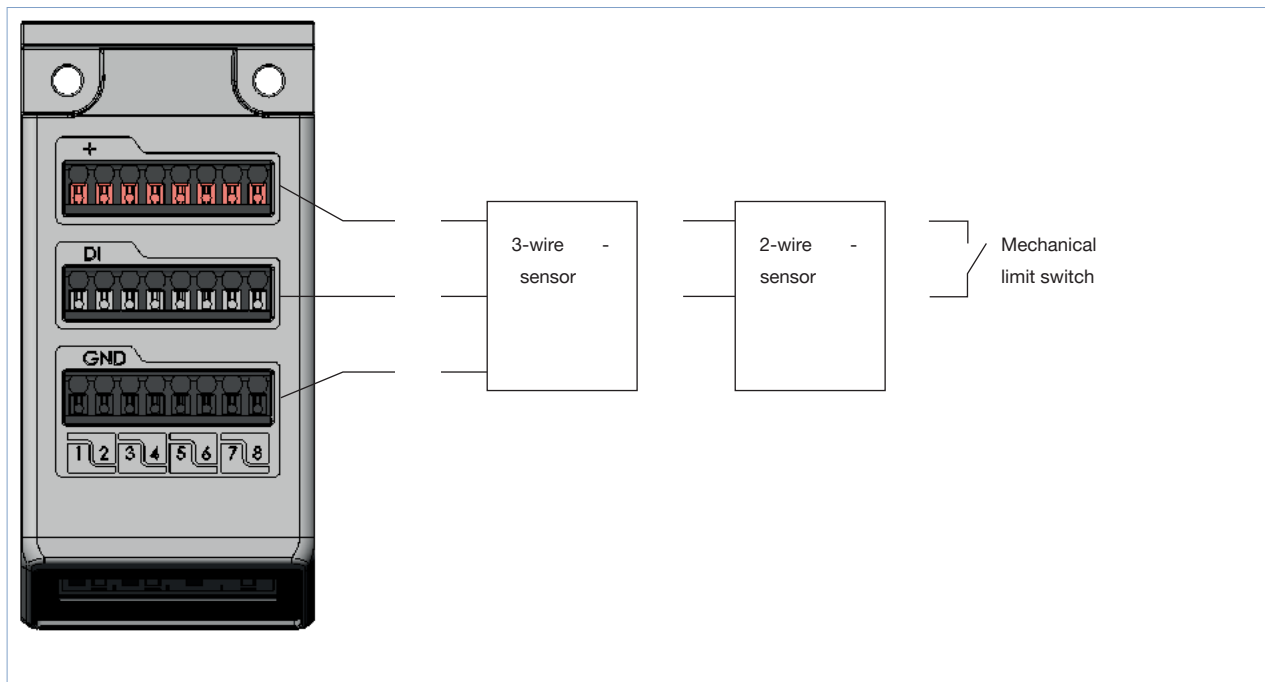 +
DI
GND
1 2 3 4 5 6 7 8
3-wire -
sensor
2-wire -
sensor
Mechanical
limit switch